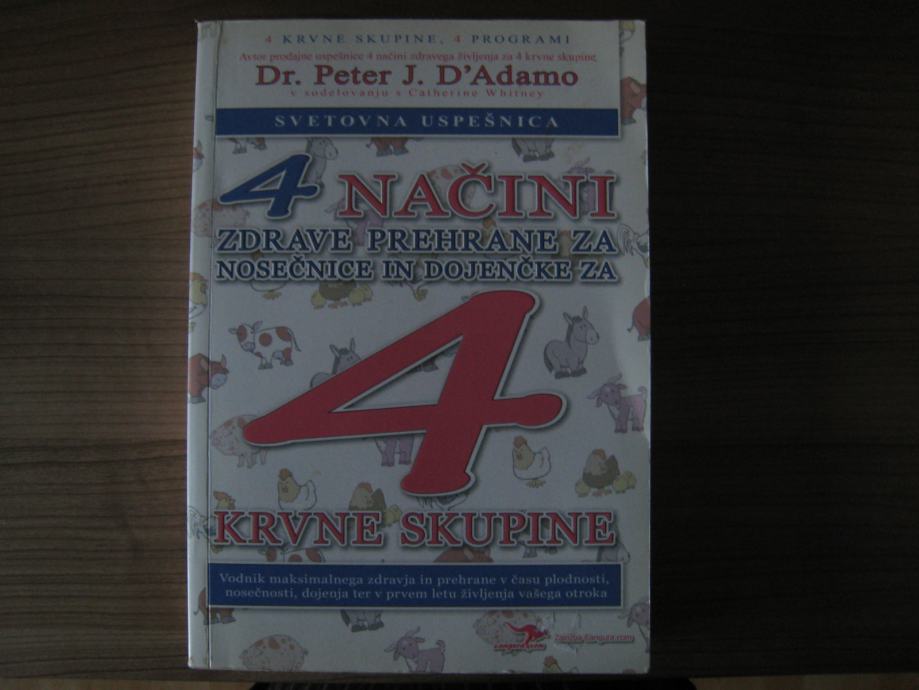 4 KRVNE SKUPINE, 4 PROGRAMI
Avtor prodajne uspešnice 4 načini zdravega življenja za 4 krvne skupine
Dr. Peter J. D'Adamo
v sodelovanju s Catherine Whitney
SVETOVNA USPEŠNICA
4 NAČINI
ZDRAVE PREHRANE ZA
NOSEČNICE IN DOJENČKE ZA
4
KRVNE SKUPINE
Vodnik maksimalnega zdravja in prehrane v času plodnosti,
nosečnosti, dojenja ter v prvem letu življenja vašega otroka